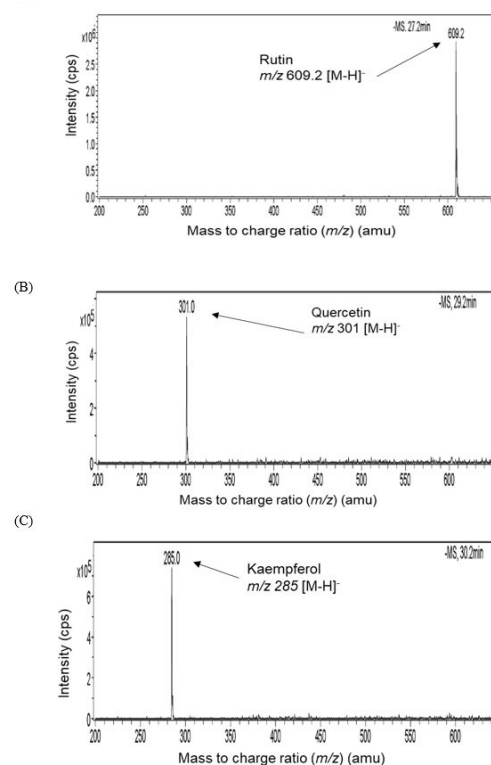 -MS, 27.2min
609.2
x10⁶
Rutin
m/z 609.2 [M-H]⁻
2.5
2.0
1.5
1.0
0.5
0.0
Intensity (cps)
200 250 300 350 400 450 500 550 600
Mass to charge ratio (m/z) (amu)
(B)
301.0
-MS, 29.2min
x10⁵
Quercetin
m/z 301 [M-H]⁻
4
2
0
Intensity (cps)
200 250 300 350 400 450 500 550 600
Mass to charge ratio (m/z) (amu)
(C)
285.0
-MS, 30.2min
x10⁵
Kaempferol
m/z 285 [M-H]⁻
6
4
2
0
Intensity (cps)
200 250 300 350 400 450 500 550 600
Mass to charge ratio (m/z) (amu)